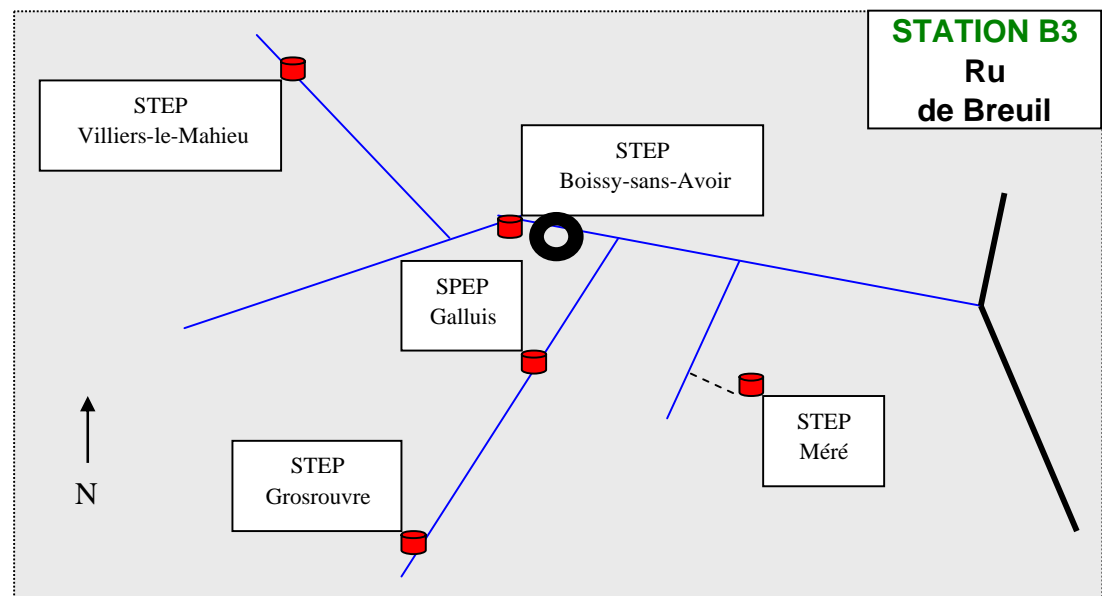 STATION B3
Ru
de Breuil
STEP
Villiers-le-Mahieu
STEP
Boissy-sans-Avoir
SPEP
Galluis
STEP
Méré
STEP
Grosrouvre
N